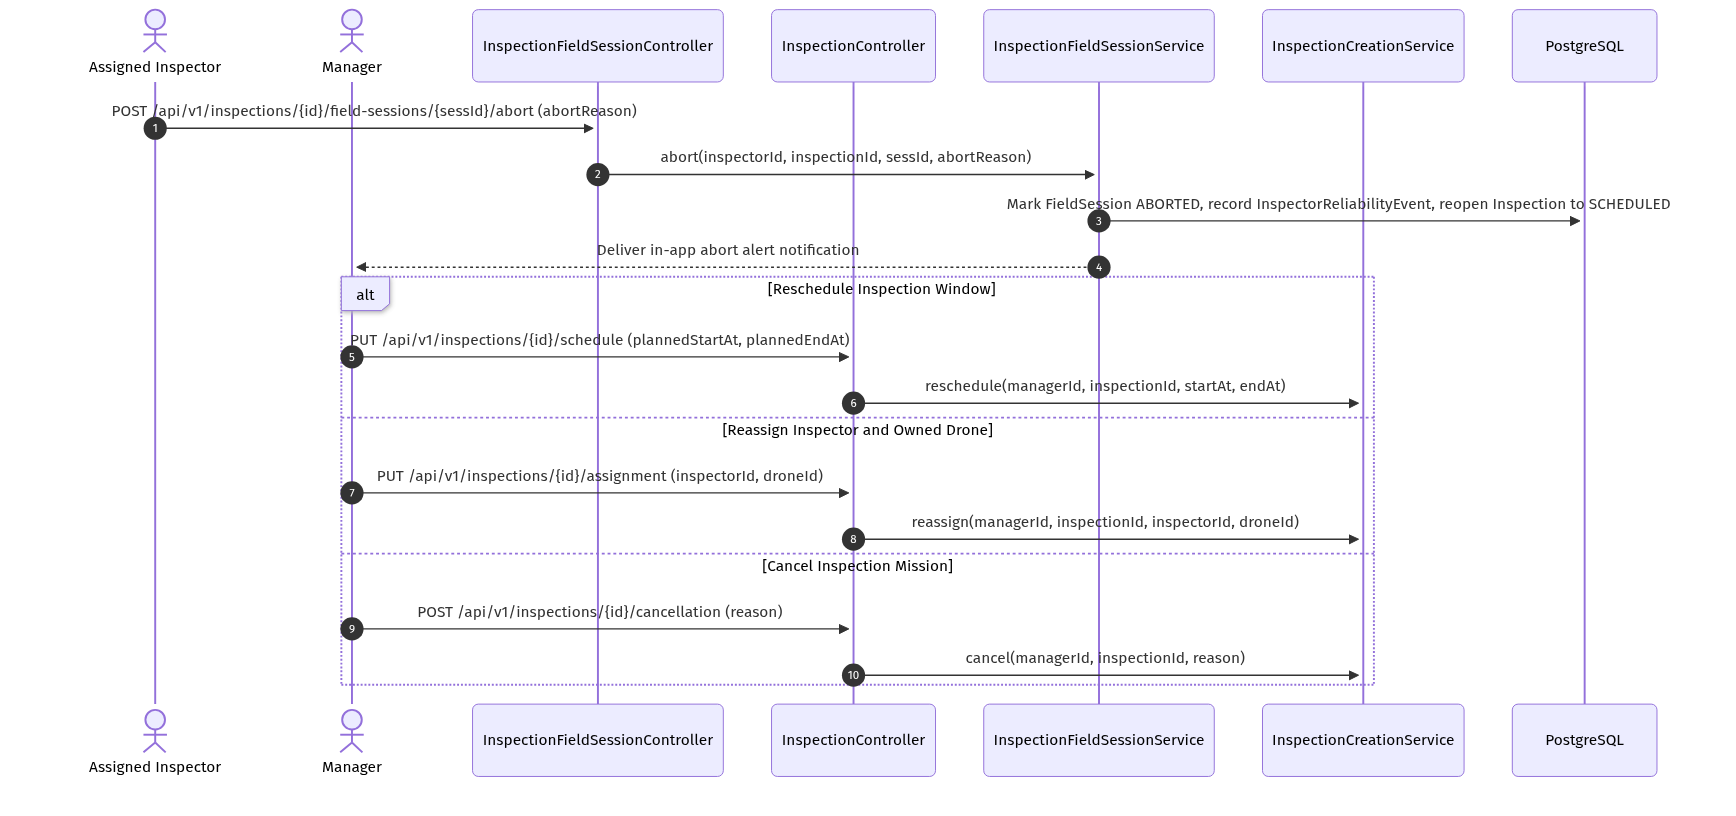 Assigned Inspector
Manager
InspectionFieldSessionController
InspectionController
InspectionFieldSessionService
InspectionCreationService
PostgreSQL
POST /api/v1/inspections/{id}/field-sessions/{sessId}/abort (abortReason)
1
abort(inspectorId, inspectionId, sessId, abortReason)
2
Mark FieldSession ABORTED, record InspectorReliabilityEvent, reopen Inspection to SCHEDULED
3
Deliver in-app abort alert notification
4
alt
[Reschedule Inspection Window]
PUT /api/v1/inspections/{id}/schedule (plannedStartAt, plannedEndAt)
5
reschedule(managerId, inspectionId, startAt, endAt)
6
[Reassign Inspector and Owned Drone]
PUT /api/v1/inspections/{id}/assignment (inspectorId, droneId)
7
reassign(managerId, inspectionId, inspectorId, droneId)
8
[Cancel Inspection Mission]
POST /api/v1/inspections/{id}/cancellation (reason)
9
cancel(managerId, inspectionId, reason)
10
Assigned Inspector
Manager
InspectionFieldSessionController
InspectionController
InspectionFieldSessionService
InspectionCreationService
PostgreSQL